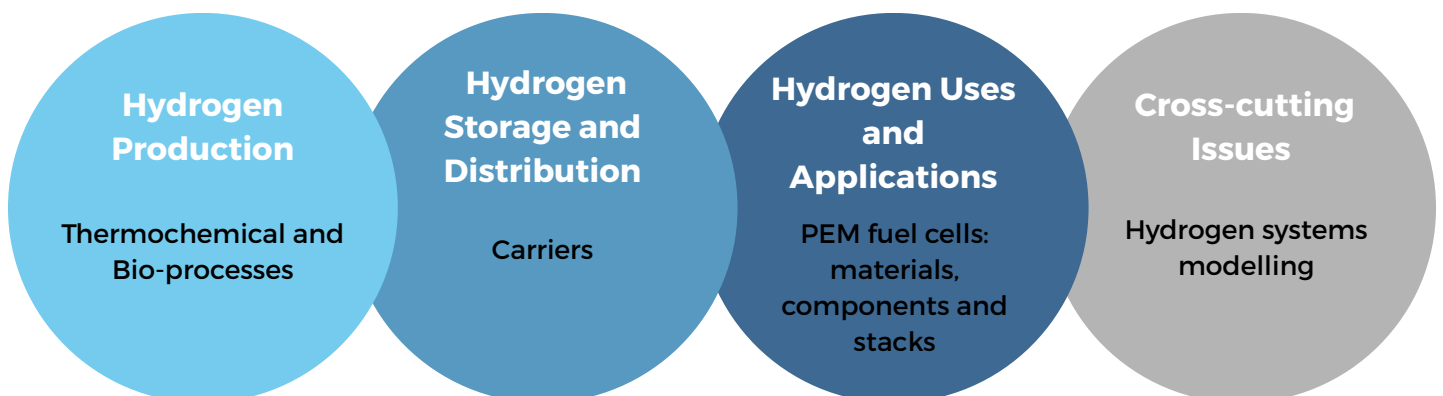 Hydrogen
Production
Thermochemical and
Bio-processes
Hydrogen
Storage and
Distribution
Carriers
Hydrogen Uses
and
Applications
PEM fuel cells:
materials,
components and
stacks
Cross-cutting
Issues
Hydrogen systems
modelling